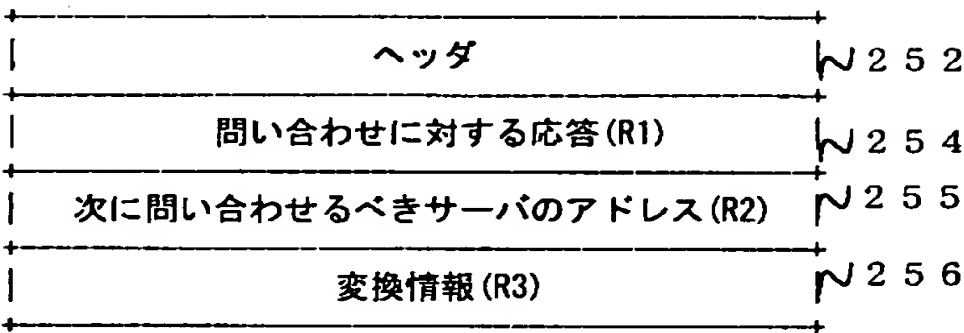 ヘッダ ２５２
問い合わせに対する応答(R1) ２５４
次に問い合わせるべきサーバのアドレス(R2) ２５５
変換情報(R3) ２５６